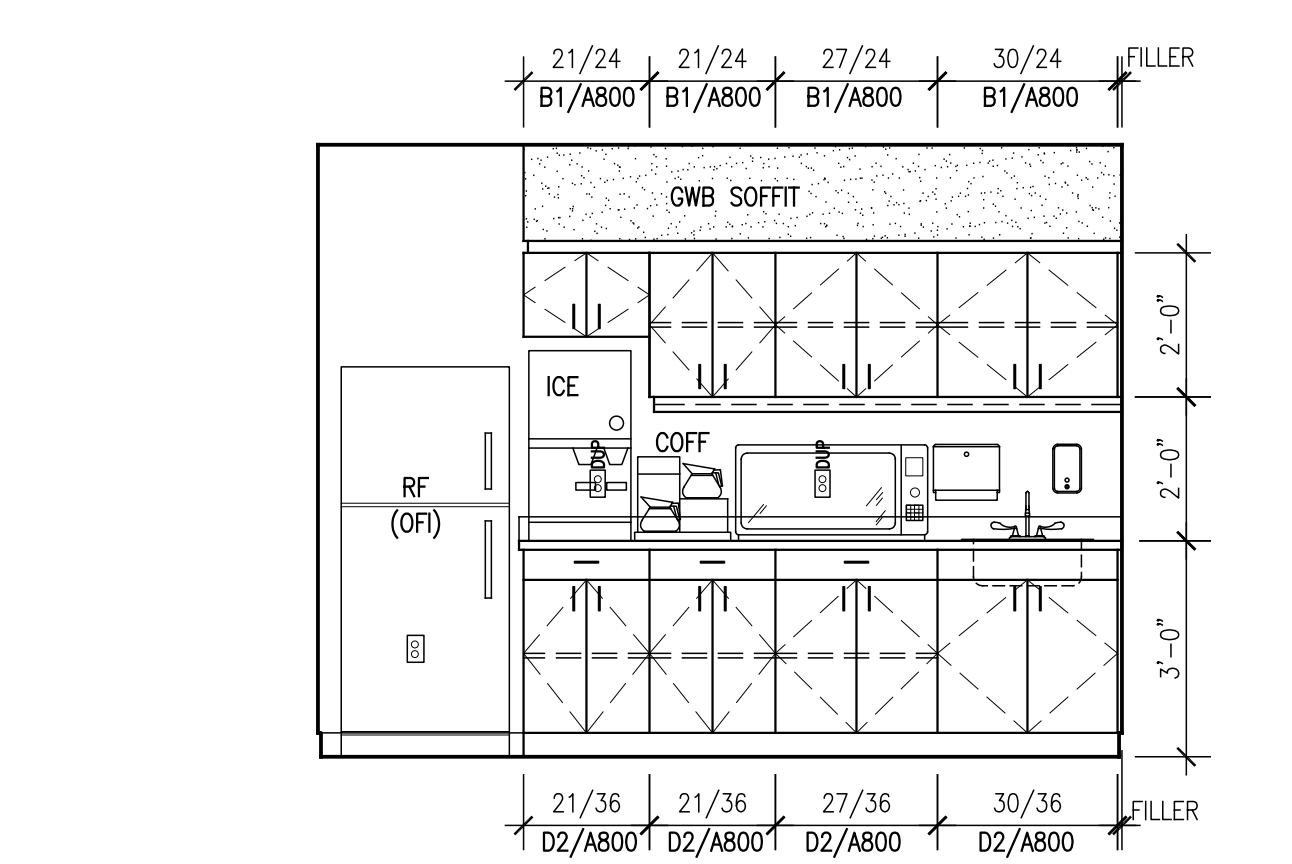 21/24 21/24 27/24 30/24 FILLER
B1/A800 B1/A800 B1/A800 B1/A800
GWB SOFFIT
2'-0"
ICE
COFF
DUP DUP
2'-0"
RF
(OFI)
3'-0"
21/36 21/36 27/36 30/36 FILLER
D2/A800 D2/A800 D2/A800 D2/A800